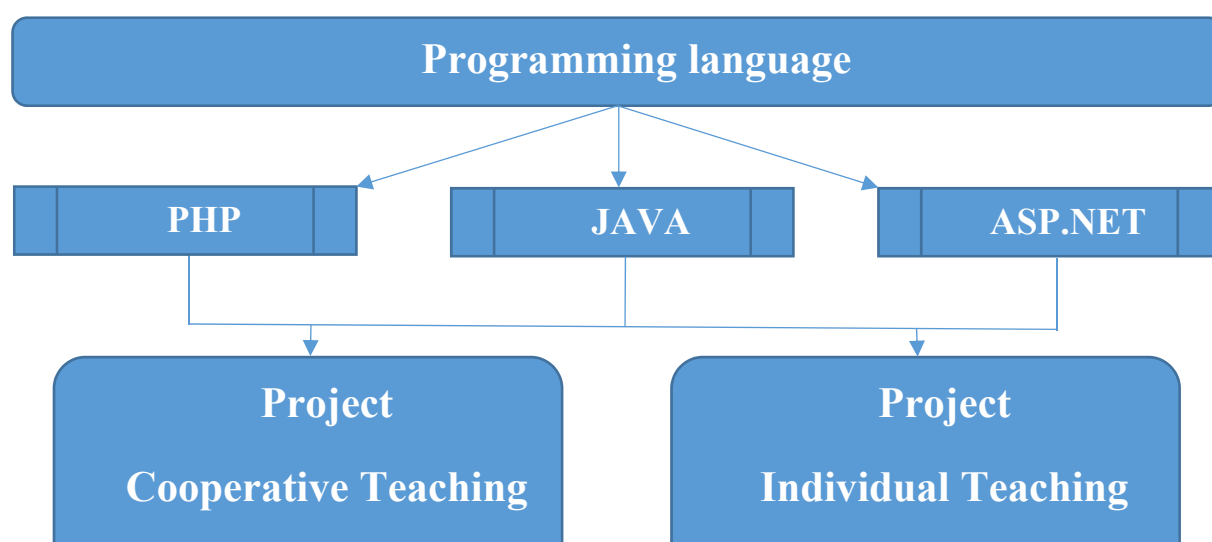 Programming language
PHP
JAVA
ASP.NET
Project
Cooperative Teaching
Project
Individual Teaching